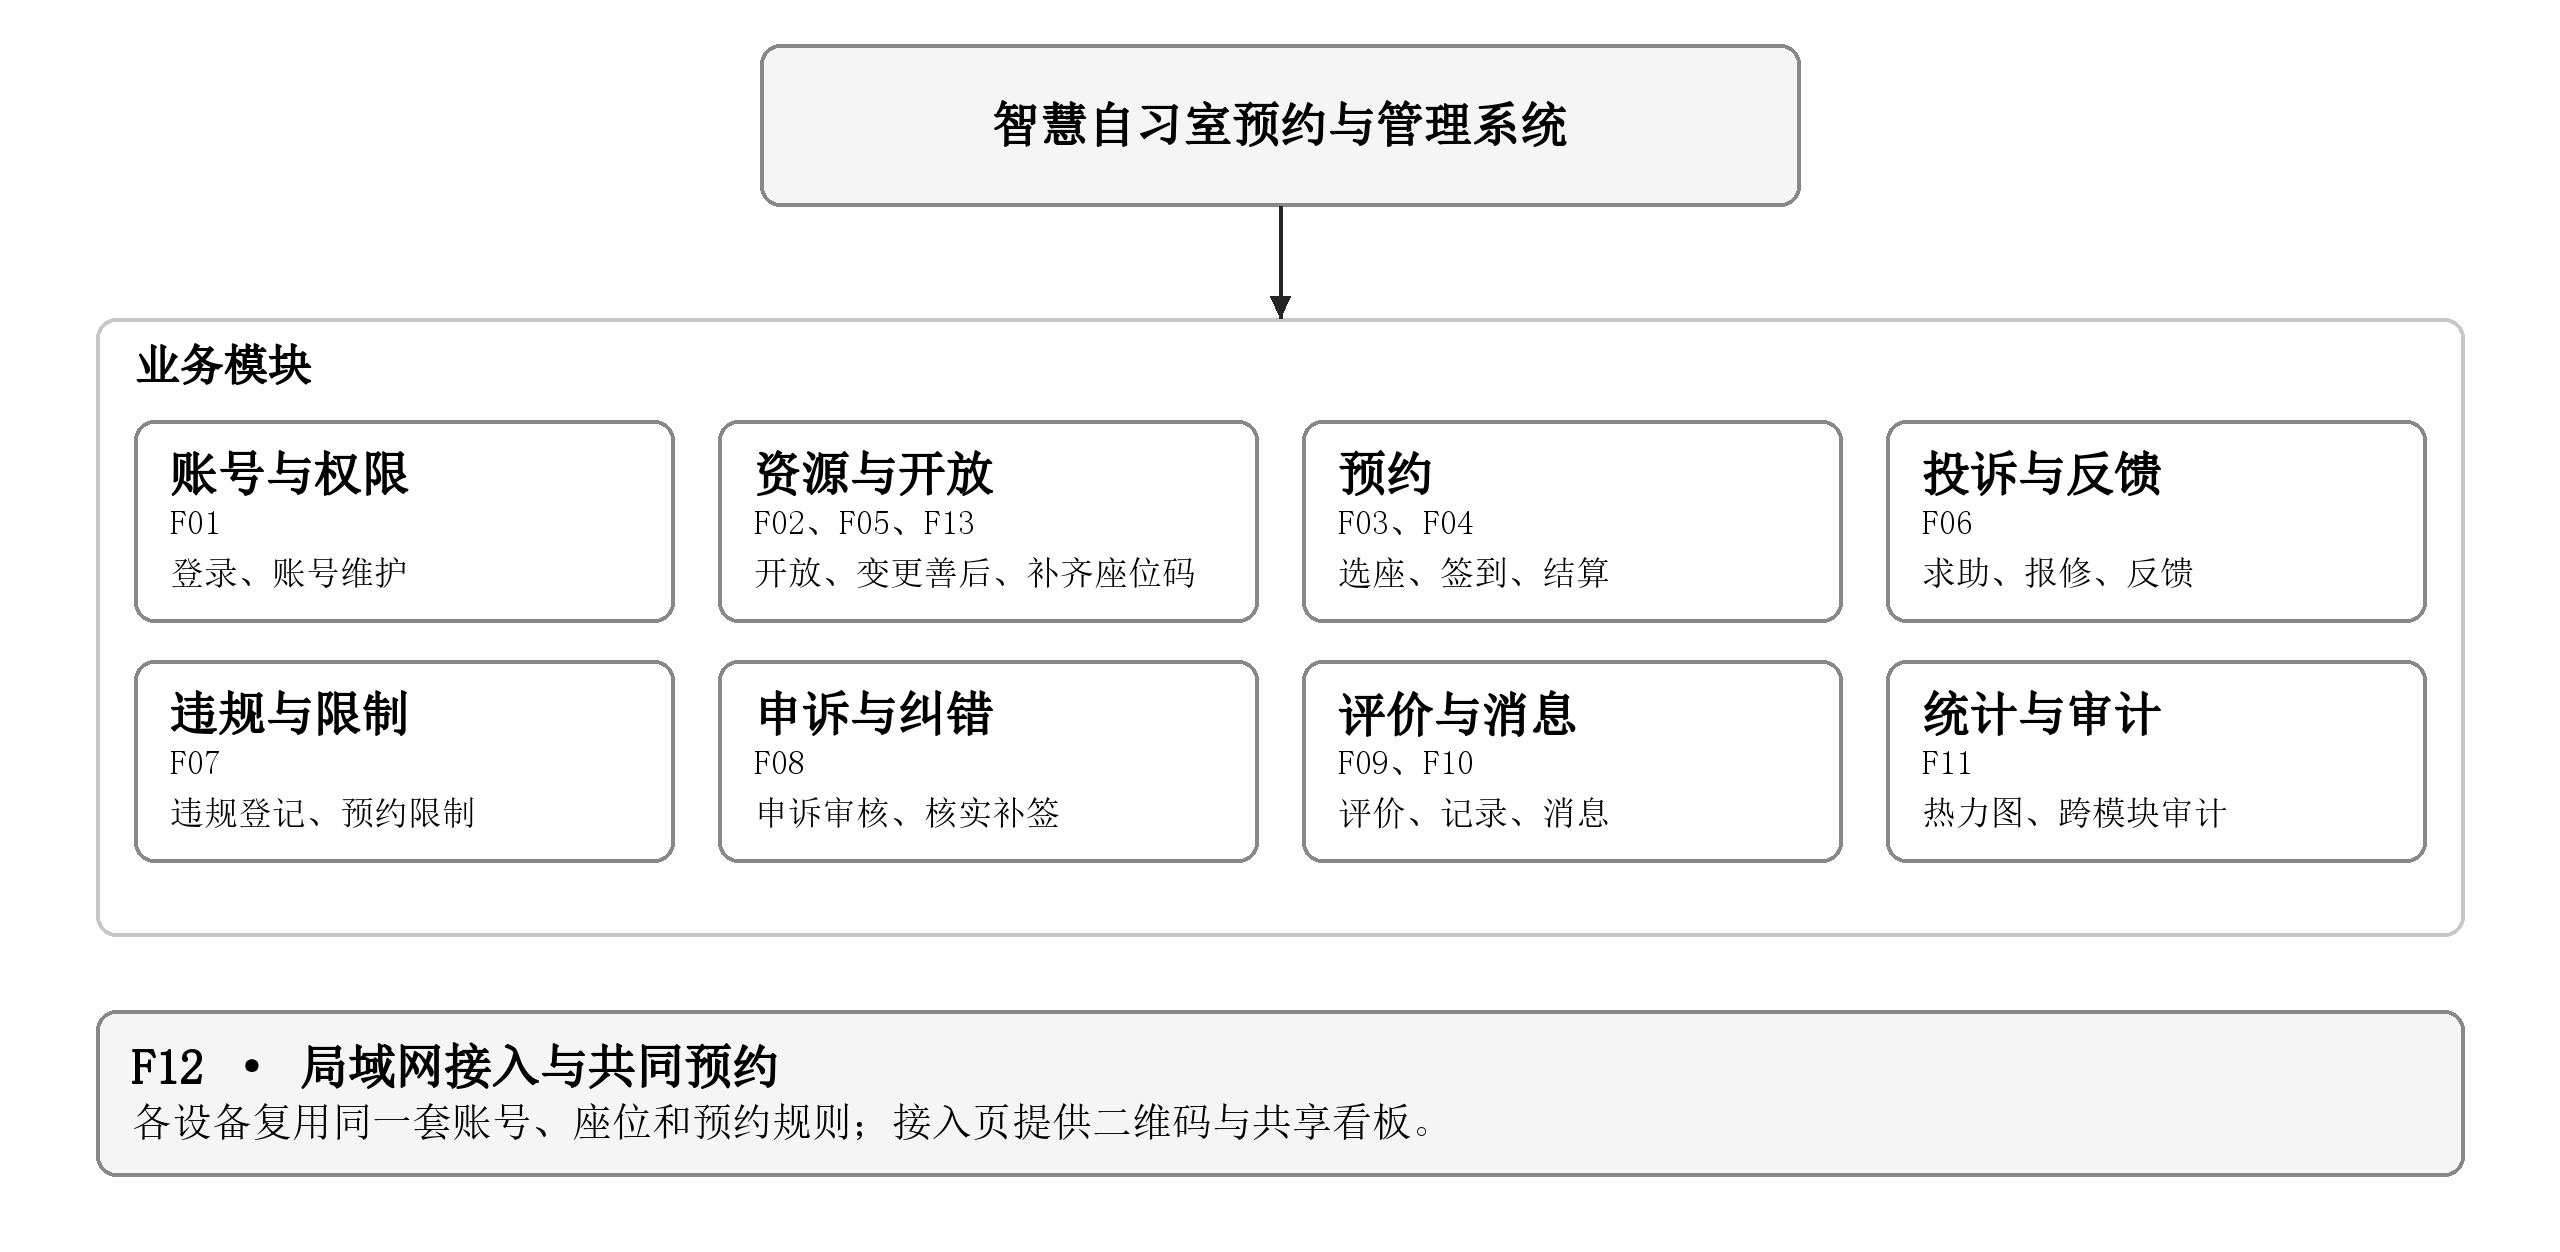 智慧自习室预约与管理系统
业务模块
账号与权限
F01
登录、账号维护
资源与开放
F02、F05、F13
开放、变更善后、补齐座位码
预约
F03、F04
选座、签到、结算
投诉与反馈
F06
求助、报修、反馈
违规与限制
F07
违规登记、预约限制
申诉与纠错
F08
申诉审核、核实补签
评价与消息
F09、F10
评价、记录、消息
统计与审计
F11
热力图、跨模块审计
F12 · 局域网接入与共同预约
各设备复用同一套账号、座位和预约规则；接入页提供二维码与共享看板。